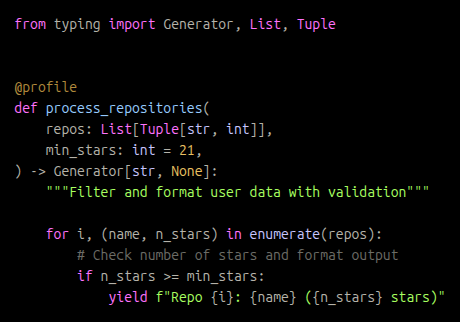 from typing import Generator, List, Tuple
@profile
def process_repositories(
    repos: List[Tuple[str, int]],
    min_stars: int = 21,
) -> Generator[str, None]:
    """Filter and format user data with validation"""
    for i, (name, n_stars) in enumerate(repos):
        # Check number of stars and format output
        if n_stars >= min_stars:
            yield f"Repo {i}: {name} ({n_stars} stars)"